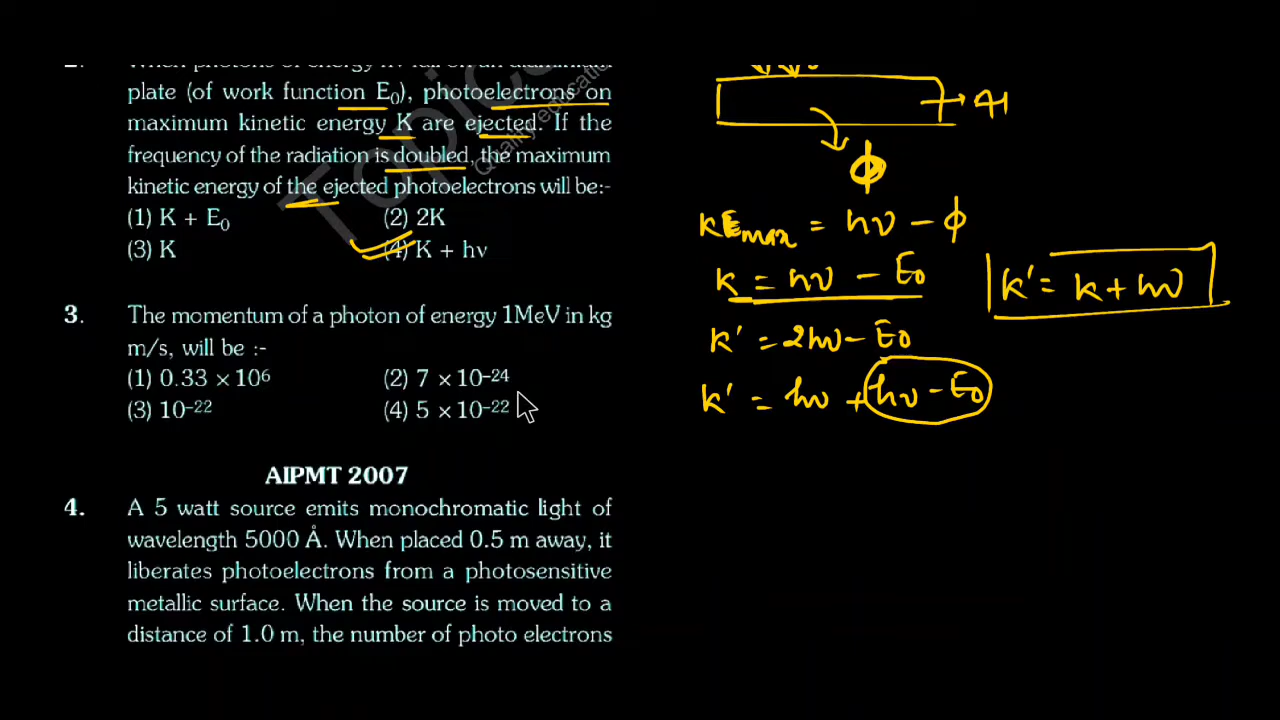 plate (of work function E₀), photoelectrons on
maximum kinetic energy K are ejected. If the
frequency of the radiation is doubled, the maximum
kinetic energy of the ejected photoelectrons will be:-
(1) K + E₀ (2) 2K
(3) K (4) K + hν
3. The momentum of a photon of energy 1MeV in kg
m/s, will be :-
(1) 0.33 × 10⁶ (2) 7 × 10⁻²⁴
(3) 10⁻²² (4) 5 × 10⁻²²
AIPMT 2007
4. A 5 watt source emits monochromatic light of
wavelength 5000 Å. When placed 0.5 m away, it
liberates photoelectrons from a photosensitive
metallic surface. When the source is moved to a
distance of 1.0 m, the number of photo electrons
Quality educatio
ϕ
KEmax = hν − ϕ
k = hν − E₀
k' = k + hν
k' = 2hν − E₀
k' = hν + hν − E₀